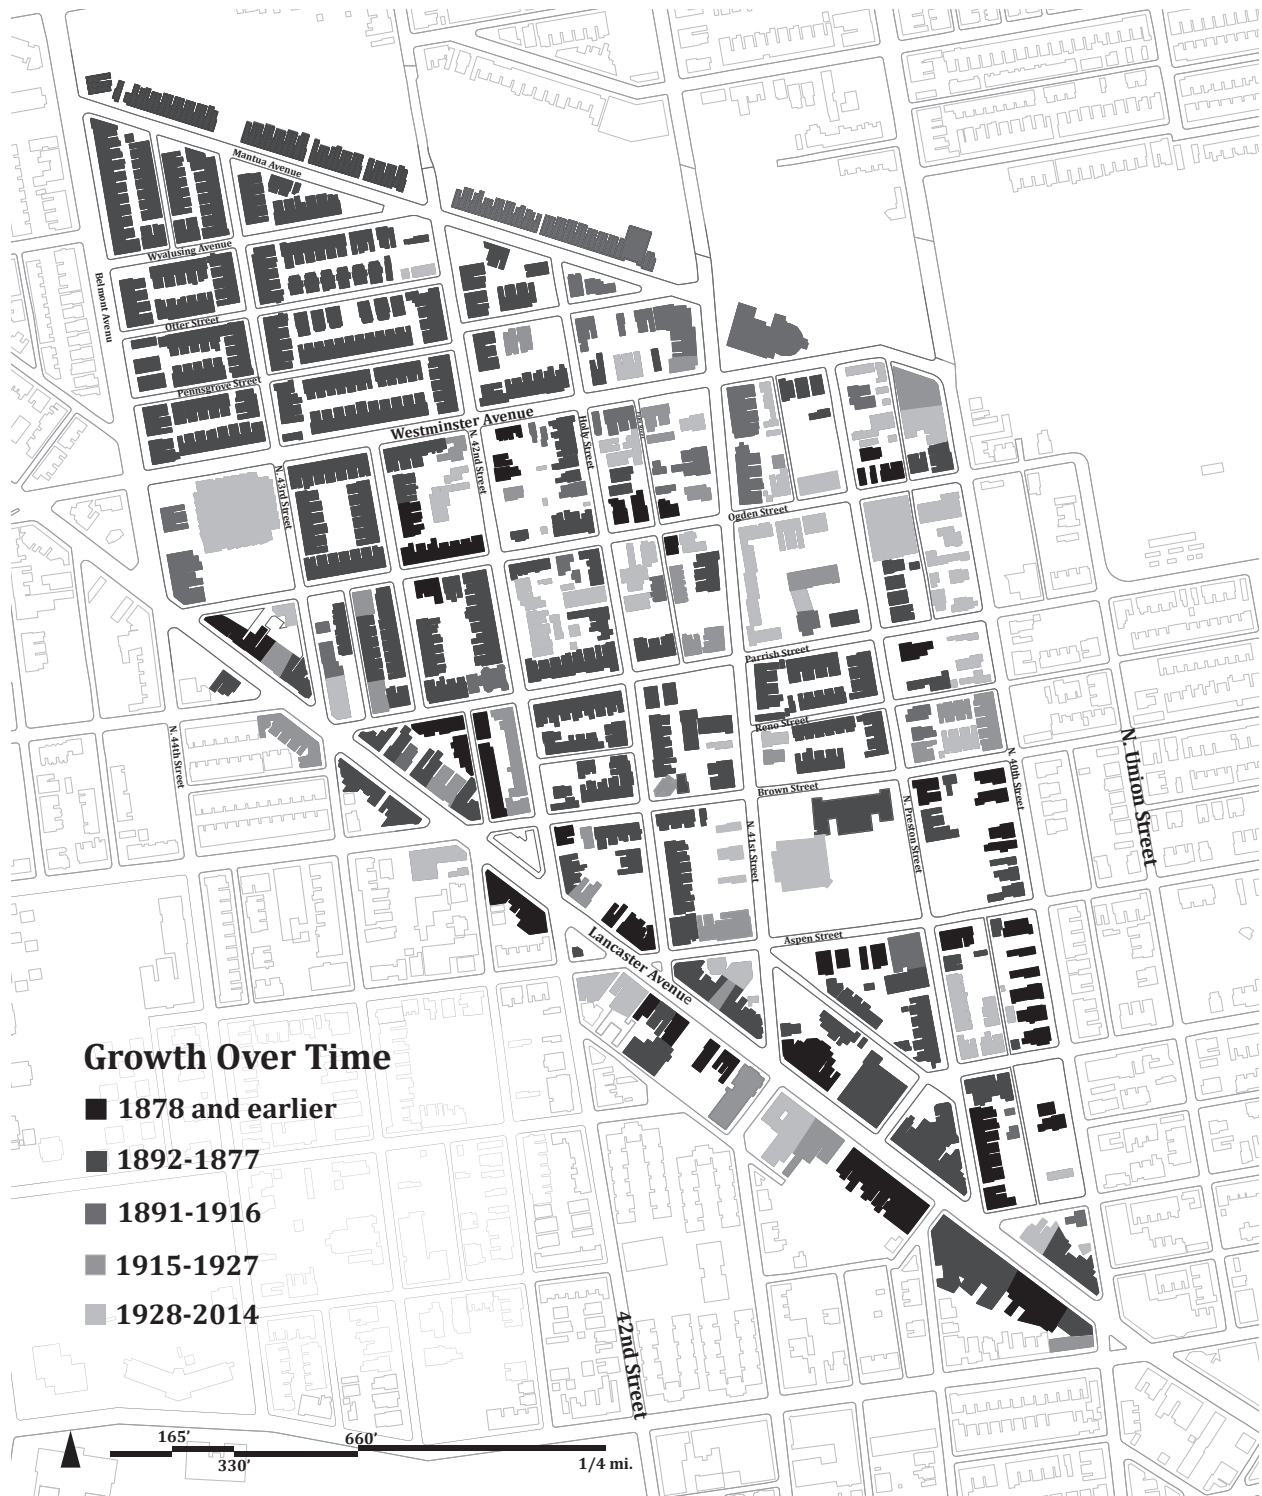 Mantua Avenue
Wyalusing Avenue
Belmont Avenu
Otter Street
Pennsgrove Street
Westminster Avenue
N. 42nd Street
Holly Street
N. 43rd Street
Ogden Street
Parrish Street
Reno Street
N. 44th Street
Brown Street
N. 41st Street
N. Preston Street
N. 40th Street
N. Union Street
Aspen Street
Lancaster Avenue
42nd Street
Growth Over Time
1878 and earlier
1892-1877
1891-1916
1915-1927
1928-2014
165’
660’
330’
1/4 mi.